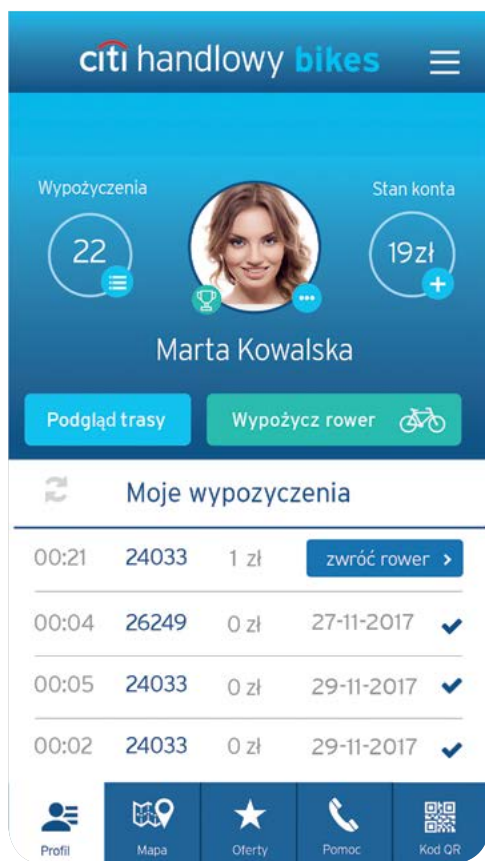 citi handlowy bikes
Wypożyczenia
Stan konta
22
19zł
Marta Kowalska
Podgląd trasy
Wypożycz rower
Moje wypozyczenia
00:21 24033 1 zł zwróć rower
00:04 26249 0 zł 27-11-2017
00:05 24033 0 zł 29-11-2017
00:02 24033 0 zł 29-11-2017
Profil Mapa Oferty Pomoc Kod QR